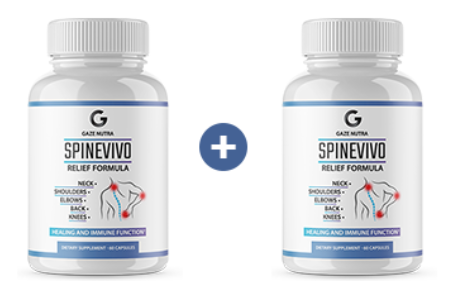 G
GAZE NUTRA
SPINEVIVO
RELIEF FORMULA
NECK
SHOULDERS
ELBOWS
BACK
KNEES
HEALING AND IMMUNE FUNCTION*
DIETARY SUPPLEMENT 60 CAPSULES
+
G
GAZE NUTRA
SPINEVIVO
RELIEF FORMULA
NECK
SHOULDERS
ELBOWS
BACK
KNEES
HEALING AND IMMUNE FUNCTION*
DIETARY SUPPLEMENT 60 CAPSULES